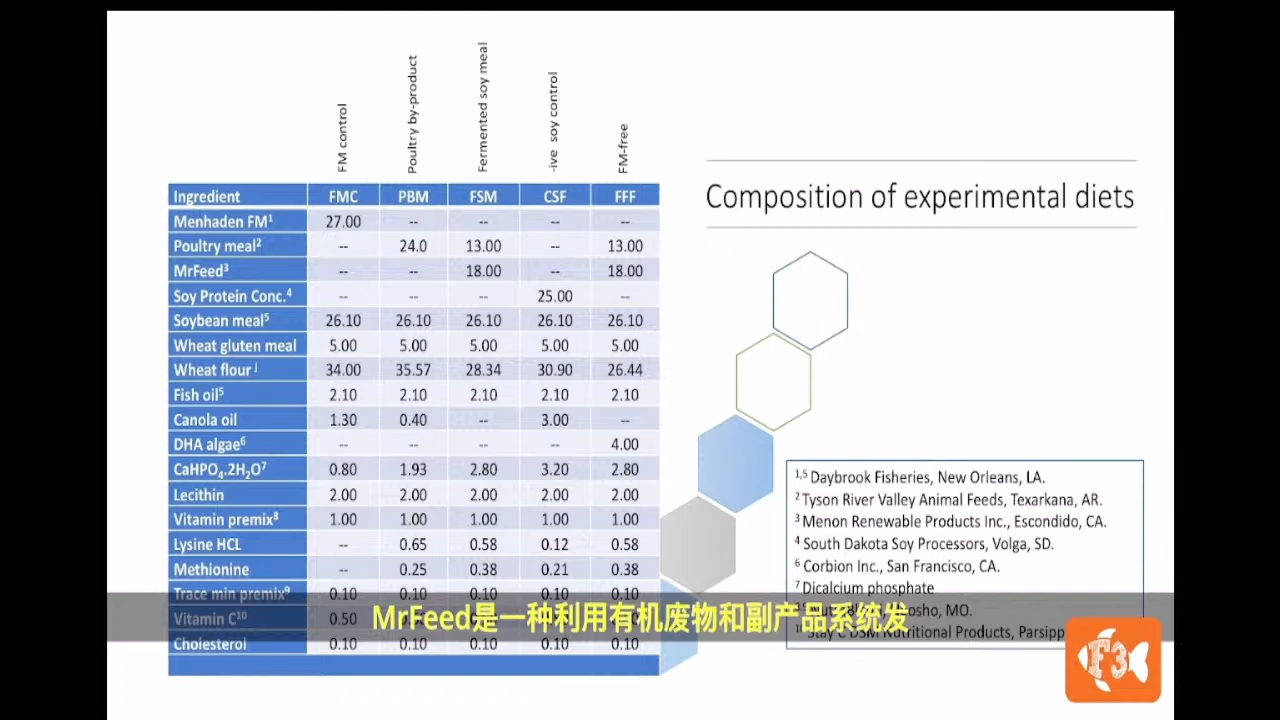 FM control
Poultry by-product
Fermented soy meal
-ive soy control
FM-free
Composition of experimental diets
Ingredient FMC PBM FSM CSF FFF
Menhaden FM¹ 27.00 -- -- -- --
Poultry meal² -- 24.0 13.00 -- 13.00
MrFeed³ -- -- 18.00 -- 18.00
Soy Protein Conc.⁴ -- -- -- 25.00 --
Soybean meal⁵ 26.10 26.10 26.10 26.10 26.10
Wheat gluten meal 5.00 5.00 5.00 5.00 5.00
Wheat flour ʲ 34.00 35.57 28.34 30.90 26.44
Fish oil⁵ 2.10 2.10 2.10 2.10 2.10
Canola oil 1.30 0.40 -- 3.00 --
DHA algae⁶ -- -- -- -- 4.00
CaHPO₄.2H₂O⁷ 0.80 1.93 2.80 3.20 2.80
Lecithin 2.00 2.00 2.00 2.00 2.00
Vitamin premix⁸ 1.00 1.00 1.00 1.00 1.00
Lysine HCL -- 0.65 0.58 0.12 0.58
Methionine -- 0.25 0.38 0.21 0.38
Trace min premix⁹ 0.10 0.10 0.10 0.10 0.10
Vitamin C¹⁰ 0.50
Cholesterol 0.10 0.10 0.10 0.10 0.10
¹,⁵ Daybrook Fisheries, New Orleans, LA.
² Tyson River Valley Animal Feeds, Texarkana, AR.
³ Menon Renewable Products Inc., Escondido, CA.
⁴ South Dakota Soy Processors, Volga, SD.
⁶ Corbion Inc., San Francisco, CA.
⁷ Dicalcium phosphate
MO.
Stay C DSM Nutritional Products,
MrFeed是一种利用有机废物和副产品系统发
F3